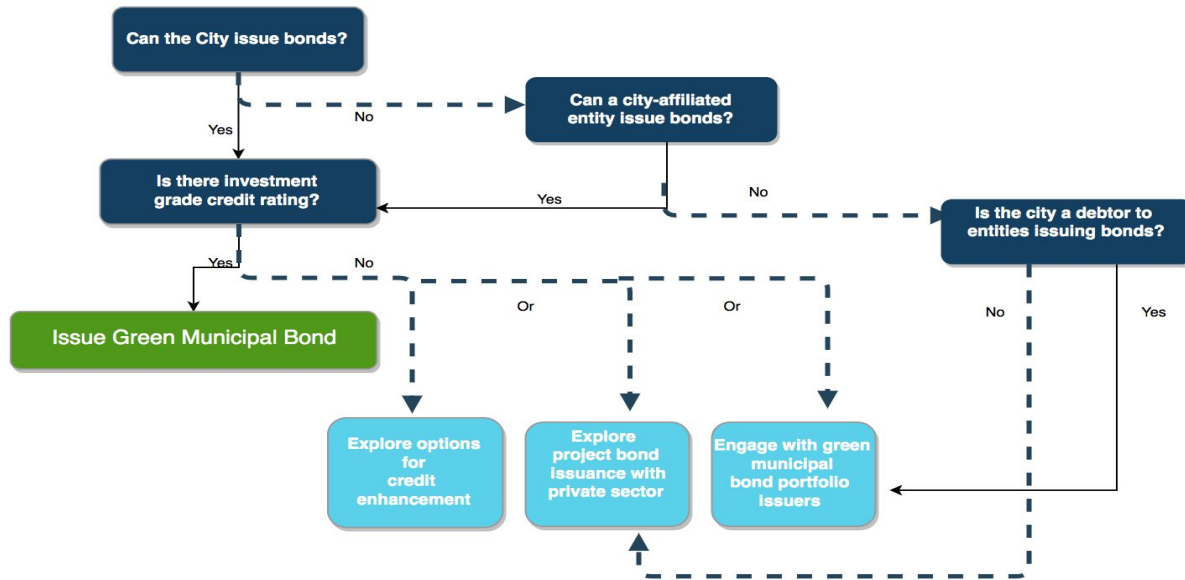 Can the City issue bonds?
Can a city-affiliated
entity issue bonds?
No
Yes
Is there investment
grade credit rating?
Yes
No
Is the city a debtor to
entities issuing bonds?
Yes
No
Or
Or
No
Yes
Issue Green Municipal Bond
Explore options
for
credit
enhancement
Explore
project bond
issuance with
private sector
Engage with green
municipal
bond portfolio
issuers